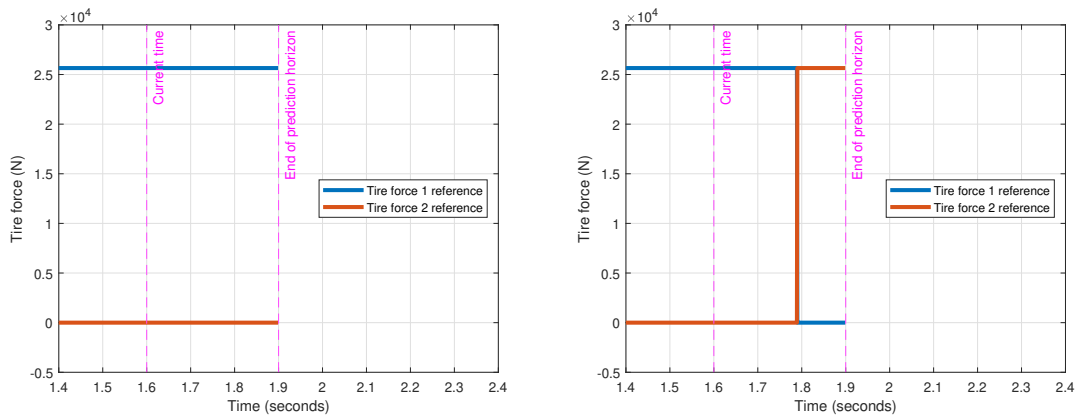 ×10⁴
3
2.5
2
1.5
1
0.5
0
-0.5
Tire force (N)
1.4 1.5 1.6 1.7 1.8 1.9 2 2.1 2.2 2.3 2.4
Time (seconds)
Current time
End of prediction horizon
Tire force 1 reference
Tire force 2 reference
×10⁴
3
2.5
2
1.5
1
0.5
0
-0.5
Tire force (N)
1.4 1.5 1.6 1.7 1.8 1.9 2 2.1 2.2 2.3 2.4
Time (seconds)
Current time
End of prediction horizon
Tire force 1 reference
Tire force 2 reference